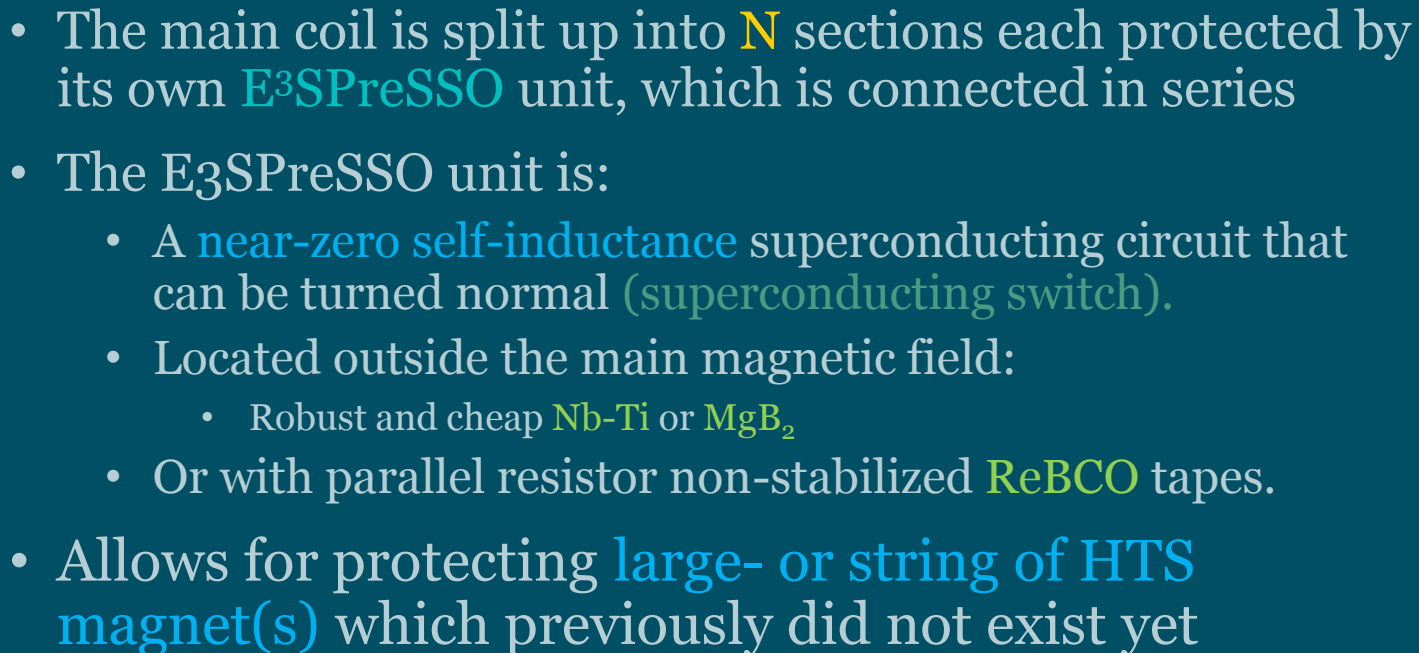 • The main coil is split up into N sections each protected by
its own E³SPreSSO unit, which is connected in series
• The E3SPreSSO unit is:
• A near-zero self-inductance superconducting circuit that
can be turned normal (superconducting switch).
• Located outside the main magnetic field:
• Robust and cheap Nb-Ti or MgB₂
• Or with parallel resistor non-stabilized ReBCO tapes.
• Allows for protecting large- or string of HTS
magnet(s) which previously did not exist yet